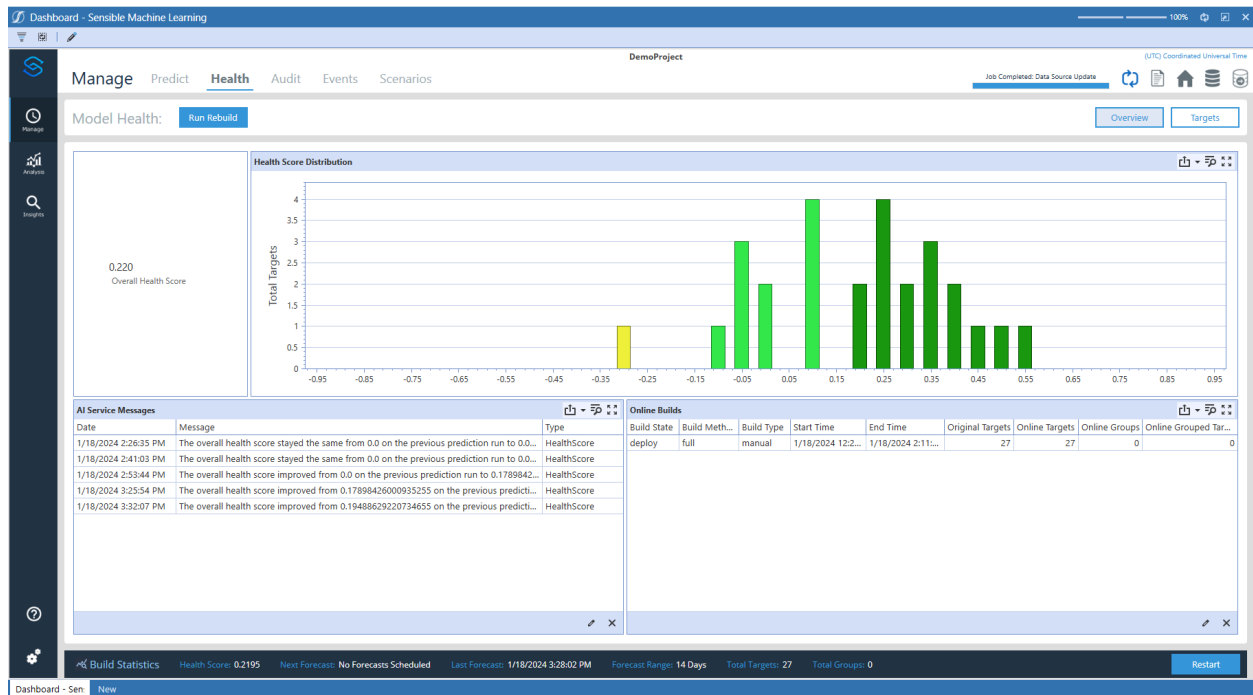 Dashboard - Sensible Machine Learning
100%
DemoProject
(UTC) Coordinated Universal Time
Manage Predict Health Audit Events Scenarios
Job Completed: Data Source Update
Manage
Analysis
Insights
Model Health: Run Rebuild
Overview Targets
0.220
Overall Health Score
Health Score Distribution
Total Targets
4
3.5
3
2.5
2
1.5
1
0.5
0
-0.95 -0.85 -0.75 -0.65 -0.55 -0.45 -0.35 -0.25 -0.15 -0.05 0.05 0.15 0.25 0.35 0.45 0.55 0.65 0.75 0.85 0.95
AI Service Messages
Date Message Type
1/18/2024 2:26:35 PM The overall health score stayed the same from 0.0 on the previous prediction run to 0.0... HealthScore
1/18/2024 2:41:03 PM The overall health score stayed the same from 0.0 on the previous prediction run to 0.0... HealthScore
1/18/2024 2:53:44 PM The overall health score improved from 0.0 on the previous prediction run to 0.1789842... HealthScore
1/18/2024 3:25:54 PM The overall health score improved from 0.17898426000935255 on the previous predicti... HealthScore
1/18/2024 3:32:07 PM The overall health score improved from 0.19488629220734655 on the previous predicti... HealthScore
Online Builds
Build State Build Meth... Build Type Start Time End Time Original Targets Online Targets Online Groups Online Grouped Tar...
deploy full manual 1/18/2024 12:2... 1/18/2024 2:11:... 27 27 0 0
Build Statistics Health Score: 0.2195 Next Forecast: No Forecasts Scheduled Last Forecast: 1/18/2024 3:28:02 PM Forecast Range: 14 Days Total Targets: 27 Total Groups: 0 Restart
Dashboard - Sen: New